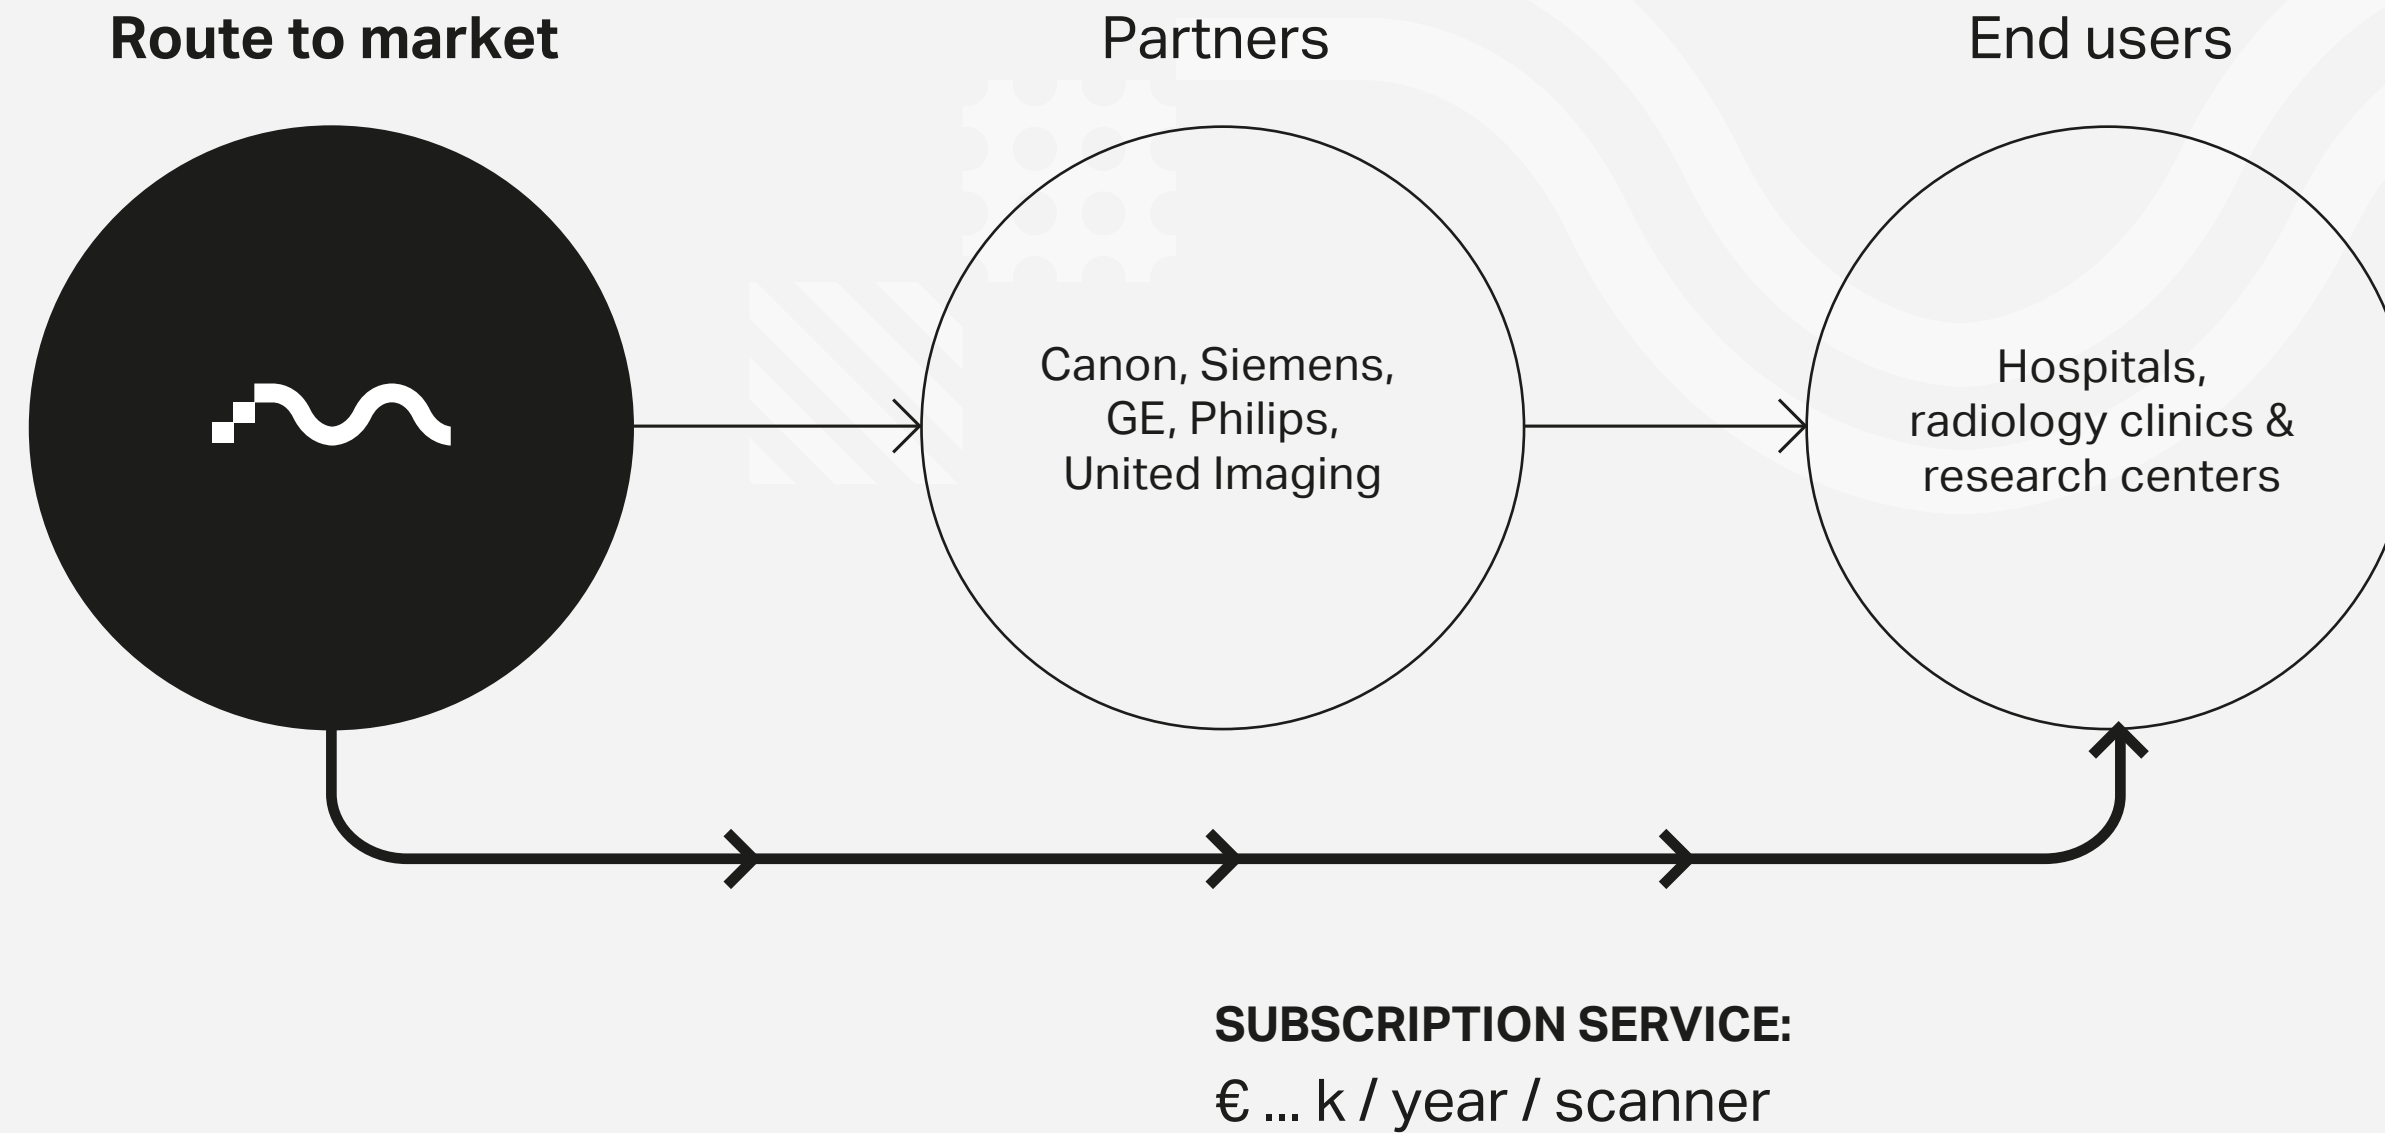 Route to market
Partners
End users
Canon, Siemens,
GE, Philips,
United Imaging
Hospitals,
radiology clinics &
research centers
SUBSCRIPTION SERVICE:
€ ... k / year / scanner